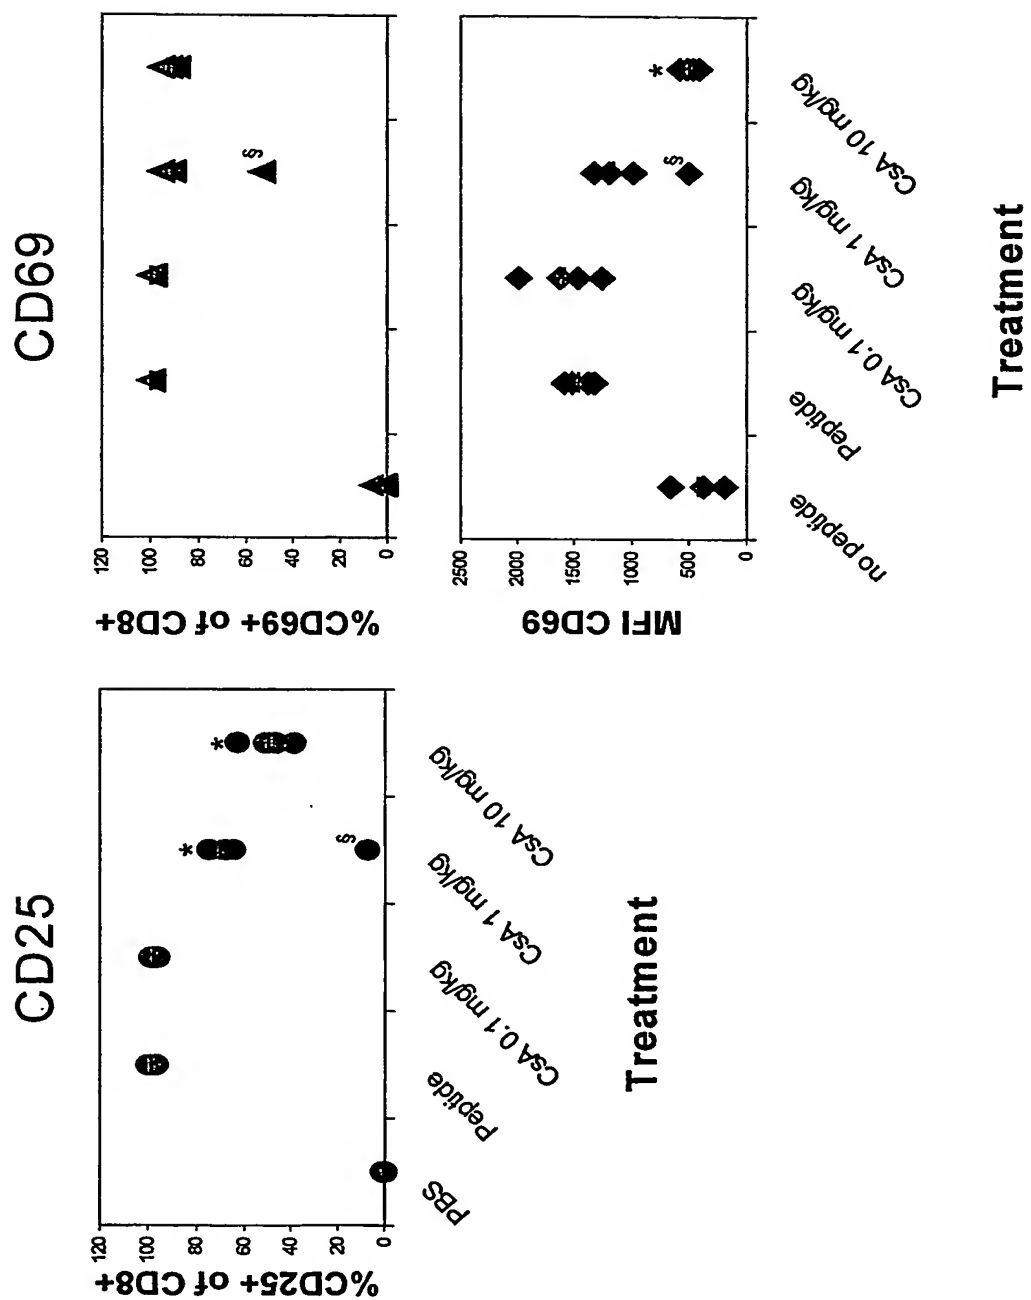 CD25
%CD25+ of CD8+
120
100
80
60
40
20
0
*
*
§
PBS
Peptide
CsA 0.1 mg/kg
CsA 1 mg/kg
CsA 10 mg/kg
Treatment
CD69
%CD69+ of CD8+
120
100
80
60
40
20
0
§
MFI CD69
2500
2000
1500
1000
500
0
*
§
no peptide
Peptide
CsA 0.1 mg/kg
CsA 1 mg/kg
CsA 10 mg/kg
Treatment